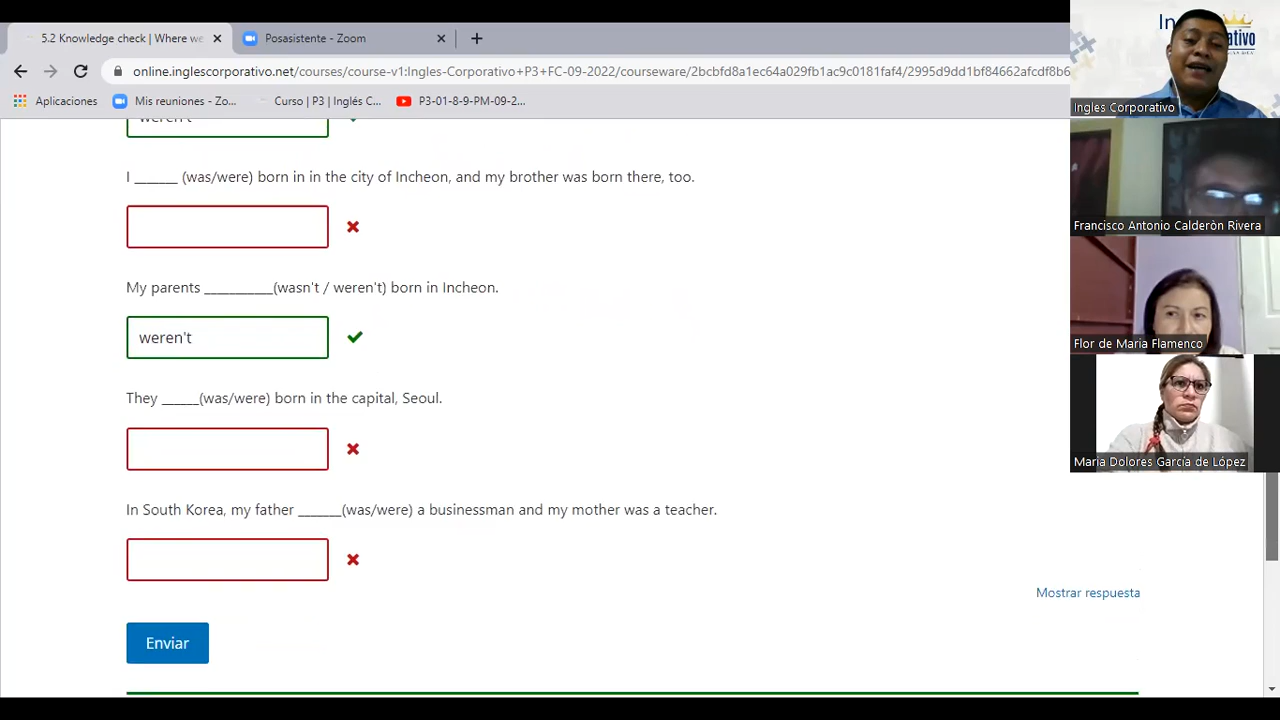 5.2 Knowledge check | Where we
Posasistente - Zoom
online.inglescorporativo.net/courses/course-v1:Ingles-Corporativo+P3+FC-09-2022/courseware/2bcbfd8a1ec64a029fb1ac9c0181faf4/2995d9dd1bf84662afcdf8b6
Aplicaciones
Mis reuniones - Zo...
Curso | P3 | Inglés C...
P3-01-8-9-PM-09-2...
weren't
I _______ (was/were) born in in the city of Incheon, and my brother was born there, too.
My parents ___________(wasn't / weren't) born in Incheon.
weren't
They ______(was/were) born in the capital, Seoul.
In South Korea, my father _______(was/were) a businessman and my mother was a teacher.
Mostrar respuesta
Enviar
Ingles Corporativo
Francisco Antonio Calderòn Rivera
Flor de Maria Flamenco
Maria Dolores García de López